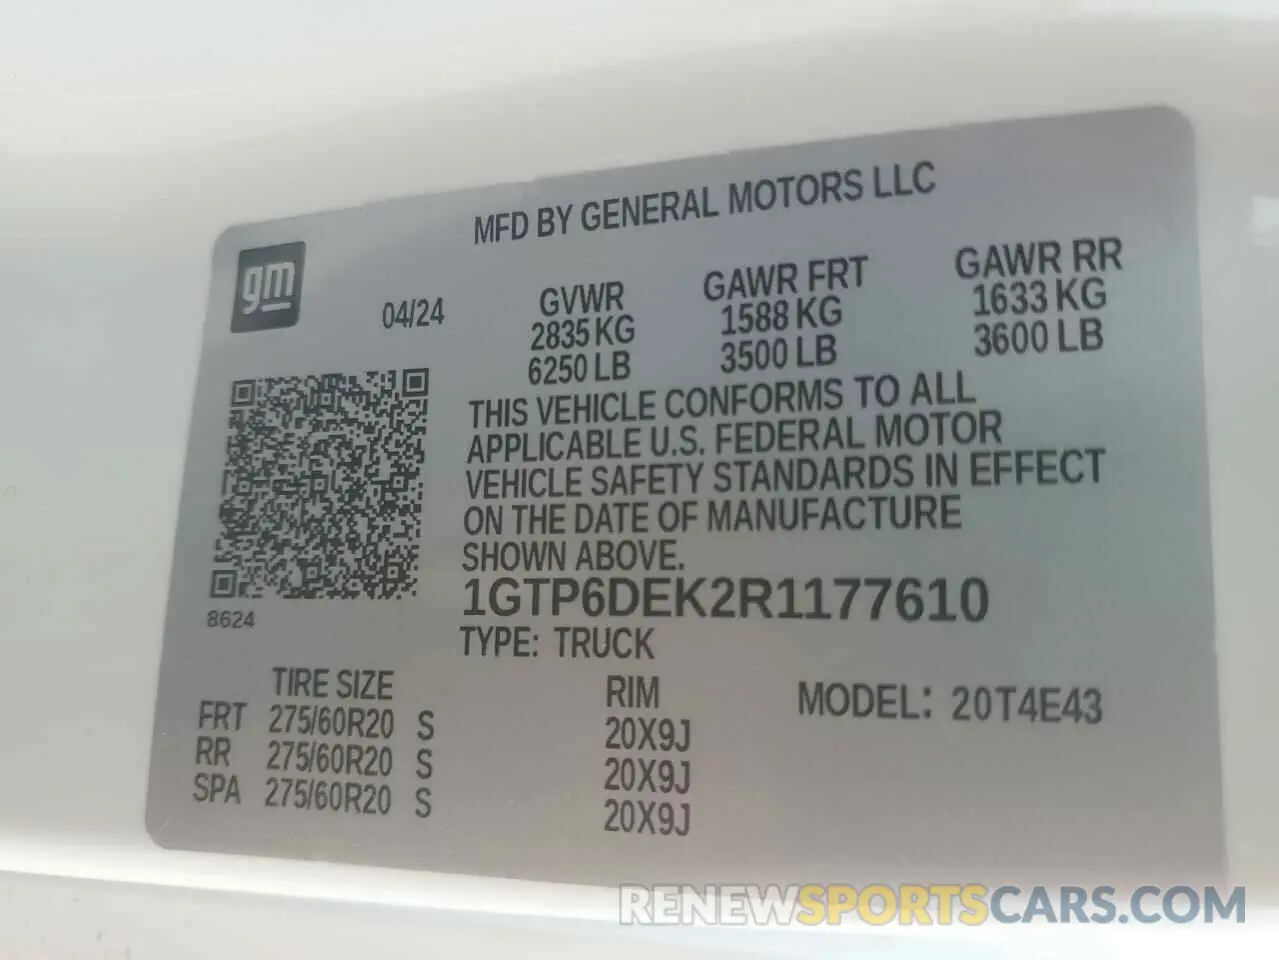 MFD BY GENERAL MOTORS LLC
gm
04/24
GVWR
2835 KG
6250 LB
GAWR FRT
1588 KG
3500 LB
GAWR RR
1633 KG
3600 LB
THIS VEHICLE CONFORMS TO ALL
APPLICABLE U.S. FEDERAL MOTOR
VEHICLE SAFETY STANDARDS IN EFFECT
ON THE DATE OF MANUFACTURE
SHOWN ABOVE.
1GTP6DEK2R1177610
TYPE: TRUCK
8624
TIRE SIZE RIM MODEL: 20T4E43
FRT 275/60R20 S 20X9J
RR 275/60R20 S 20X9J
SPA 275/60R20 S 20X9J
RENEWSPORTSCARS.COM